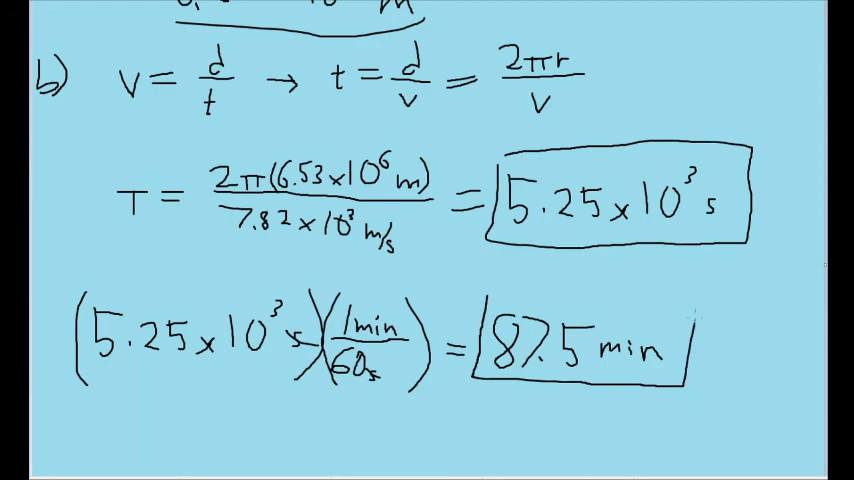 b) v = d/t → t = d/v = 2πr/v
T = 2π(6.53 x 10⁶ m)/7.82 x 10³ m/s = 5.25 x 10³ s
(5.25 x 10³ s)(1 min/60s) = 87.5 min